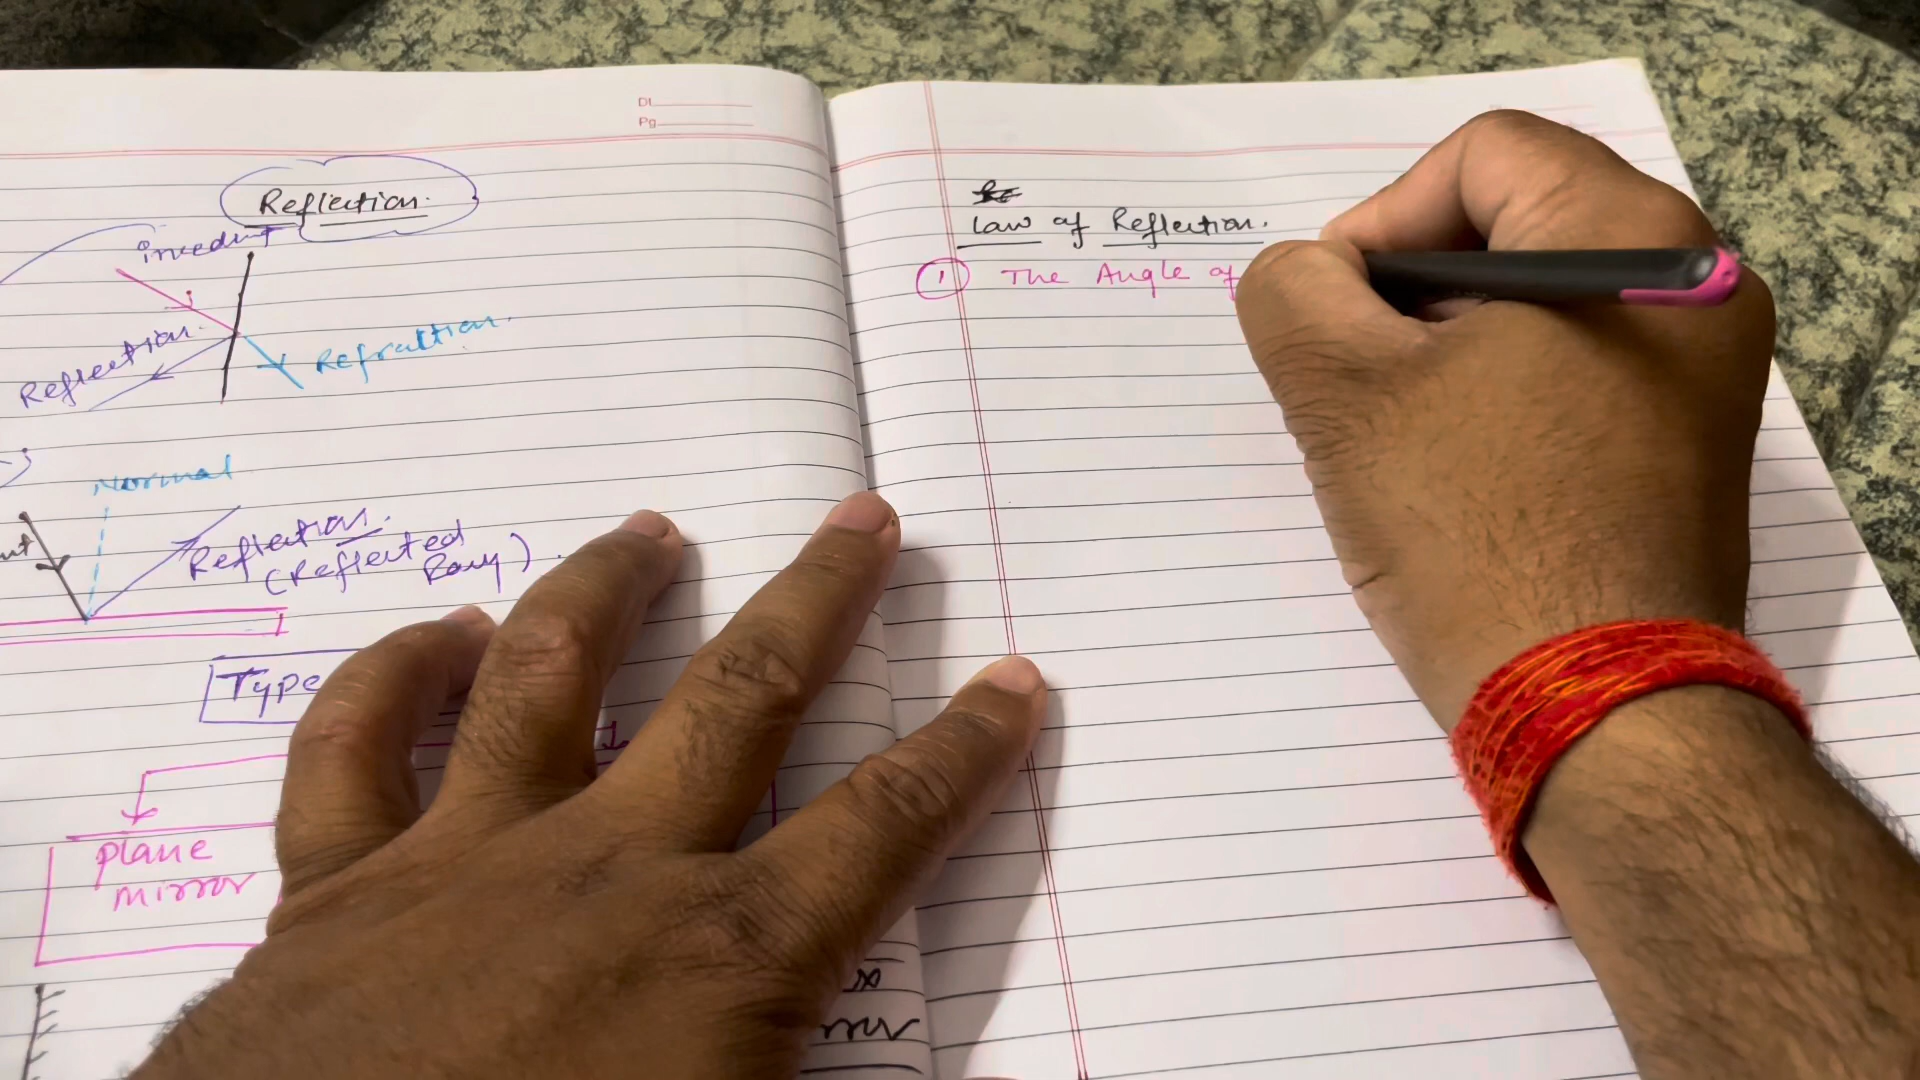 Dt
Pg
Reflection.
Law of Reflection.
① The Angle of
Reflection.
Refraction.
Normal
Reflection.
(Reflected
Ray)
Type
plane
mirror